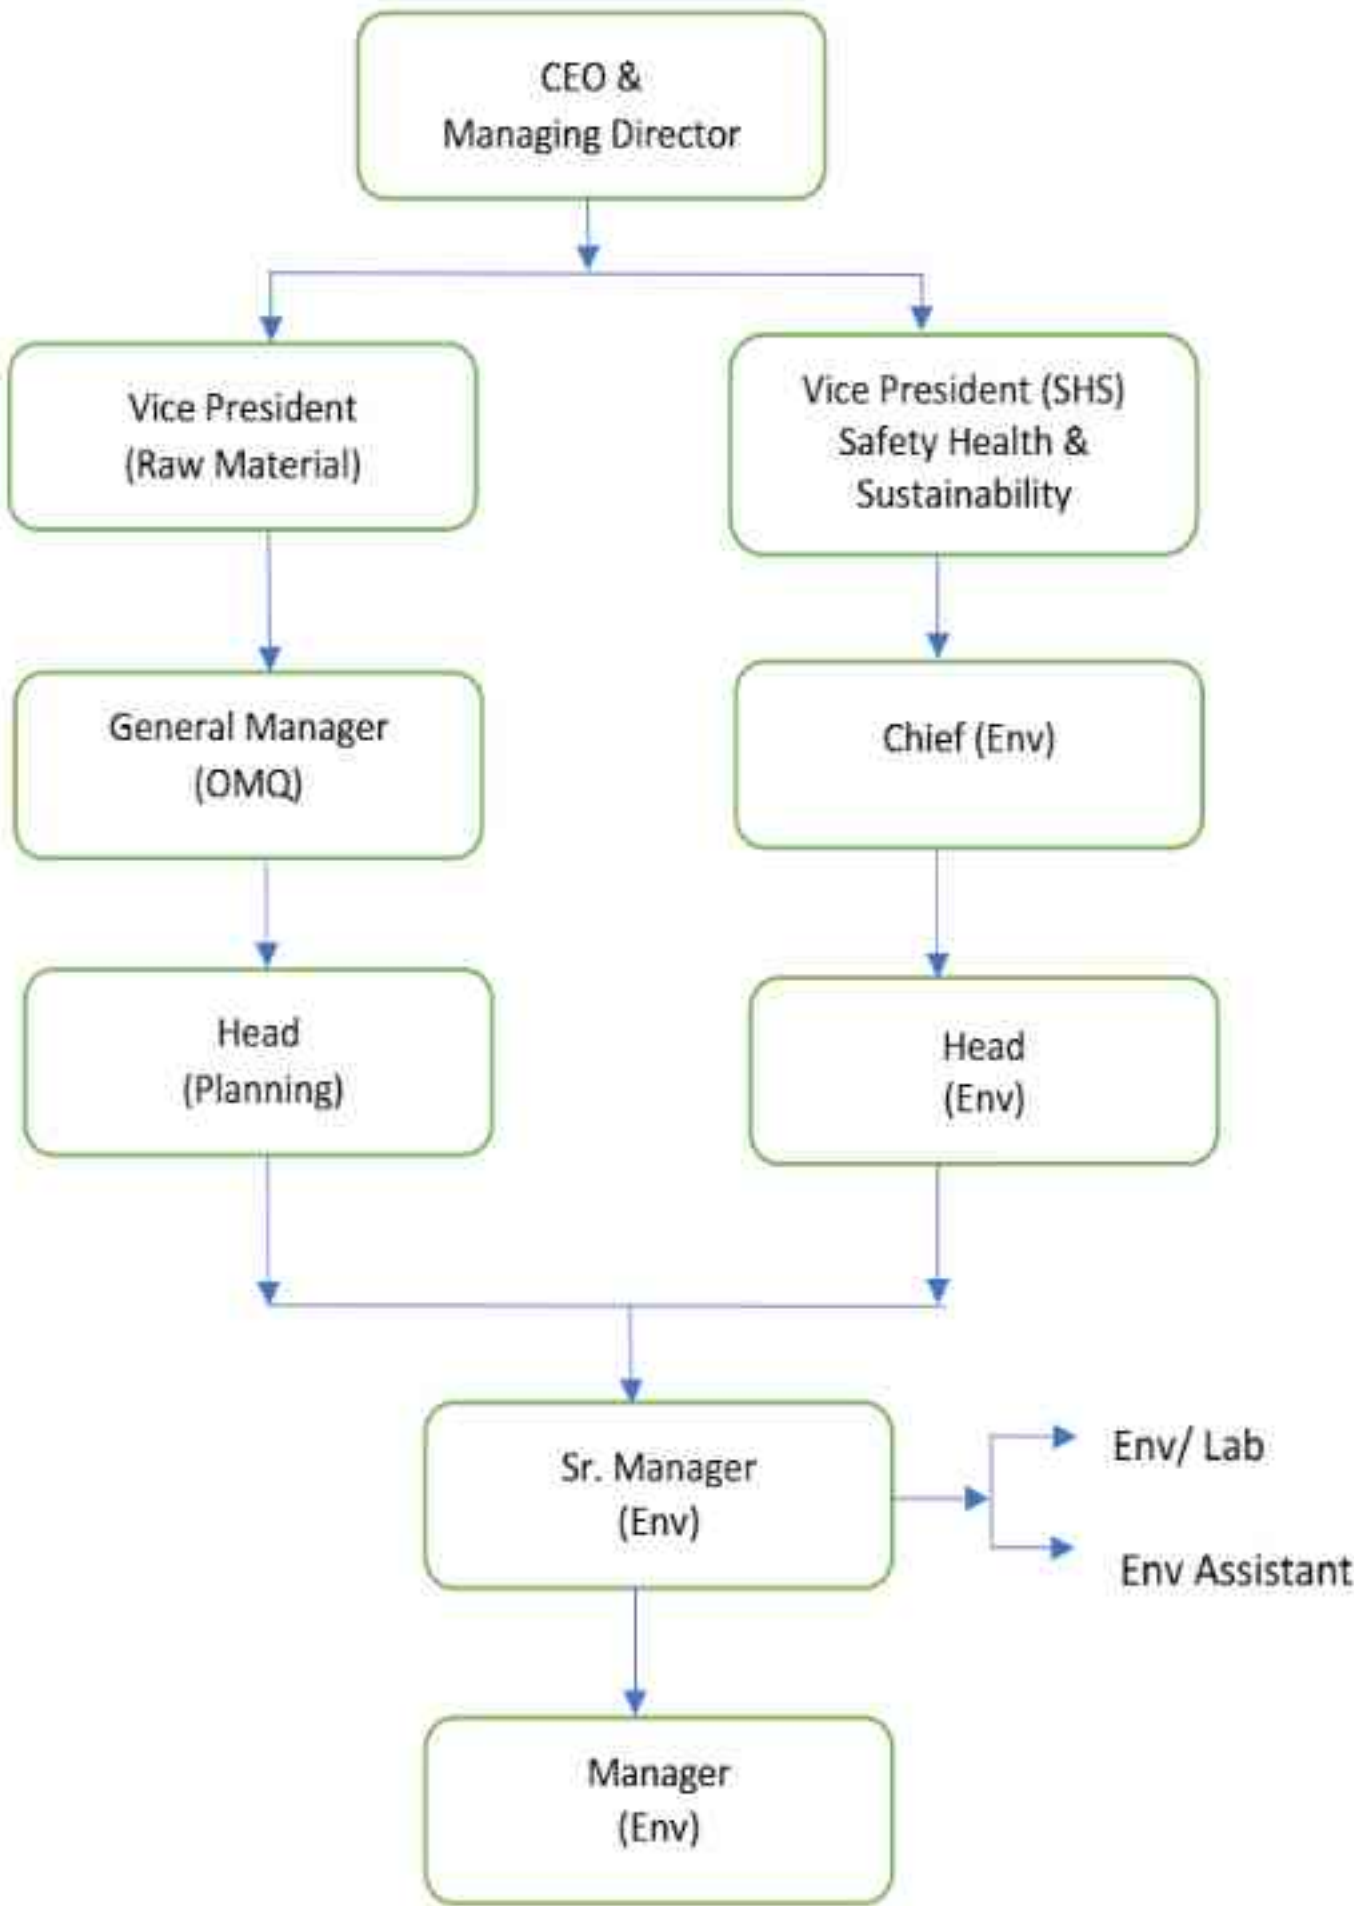 CEO &
Managing Director
Vice President
(Raw Material)
Vice President (SHS)
Safety Health &
Sustainability
General Manager
(OMQ)
Chief (Env)
Head
(Planning)
Head
(Env)
Sr. Manager
(Env)
Env/ Lab
Env Assistant
Manager
(Env)